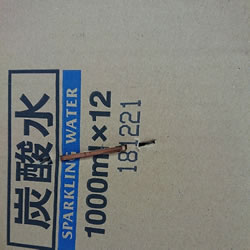 炭酸水
SPARKLING WATER
1000ml×12
181221